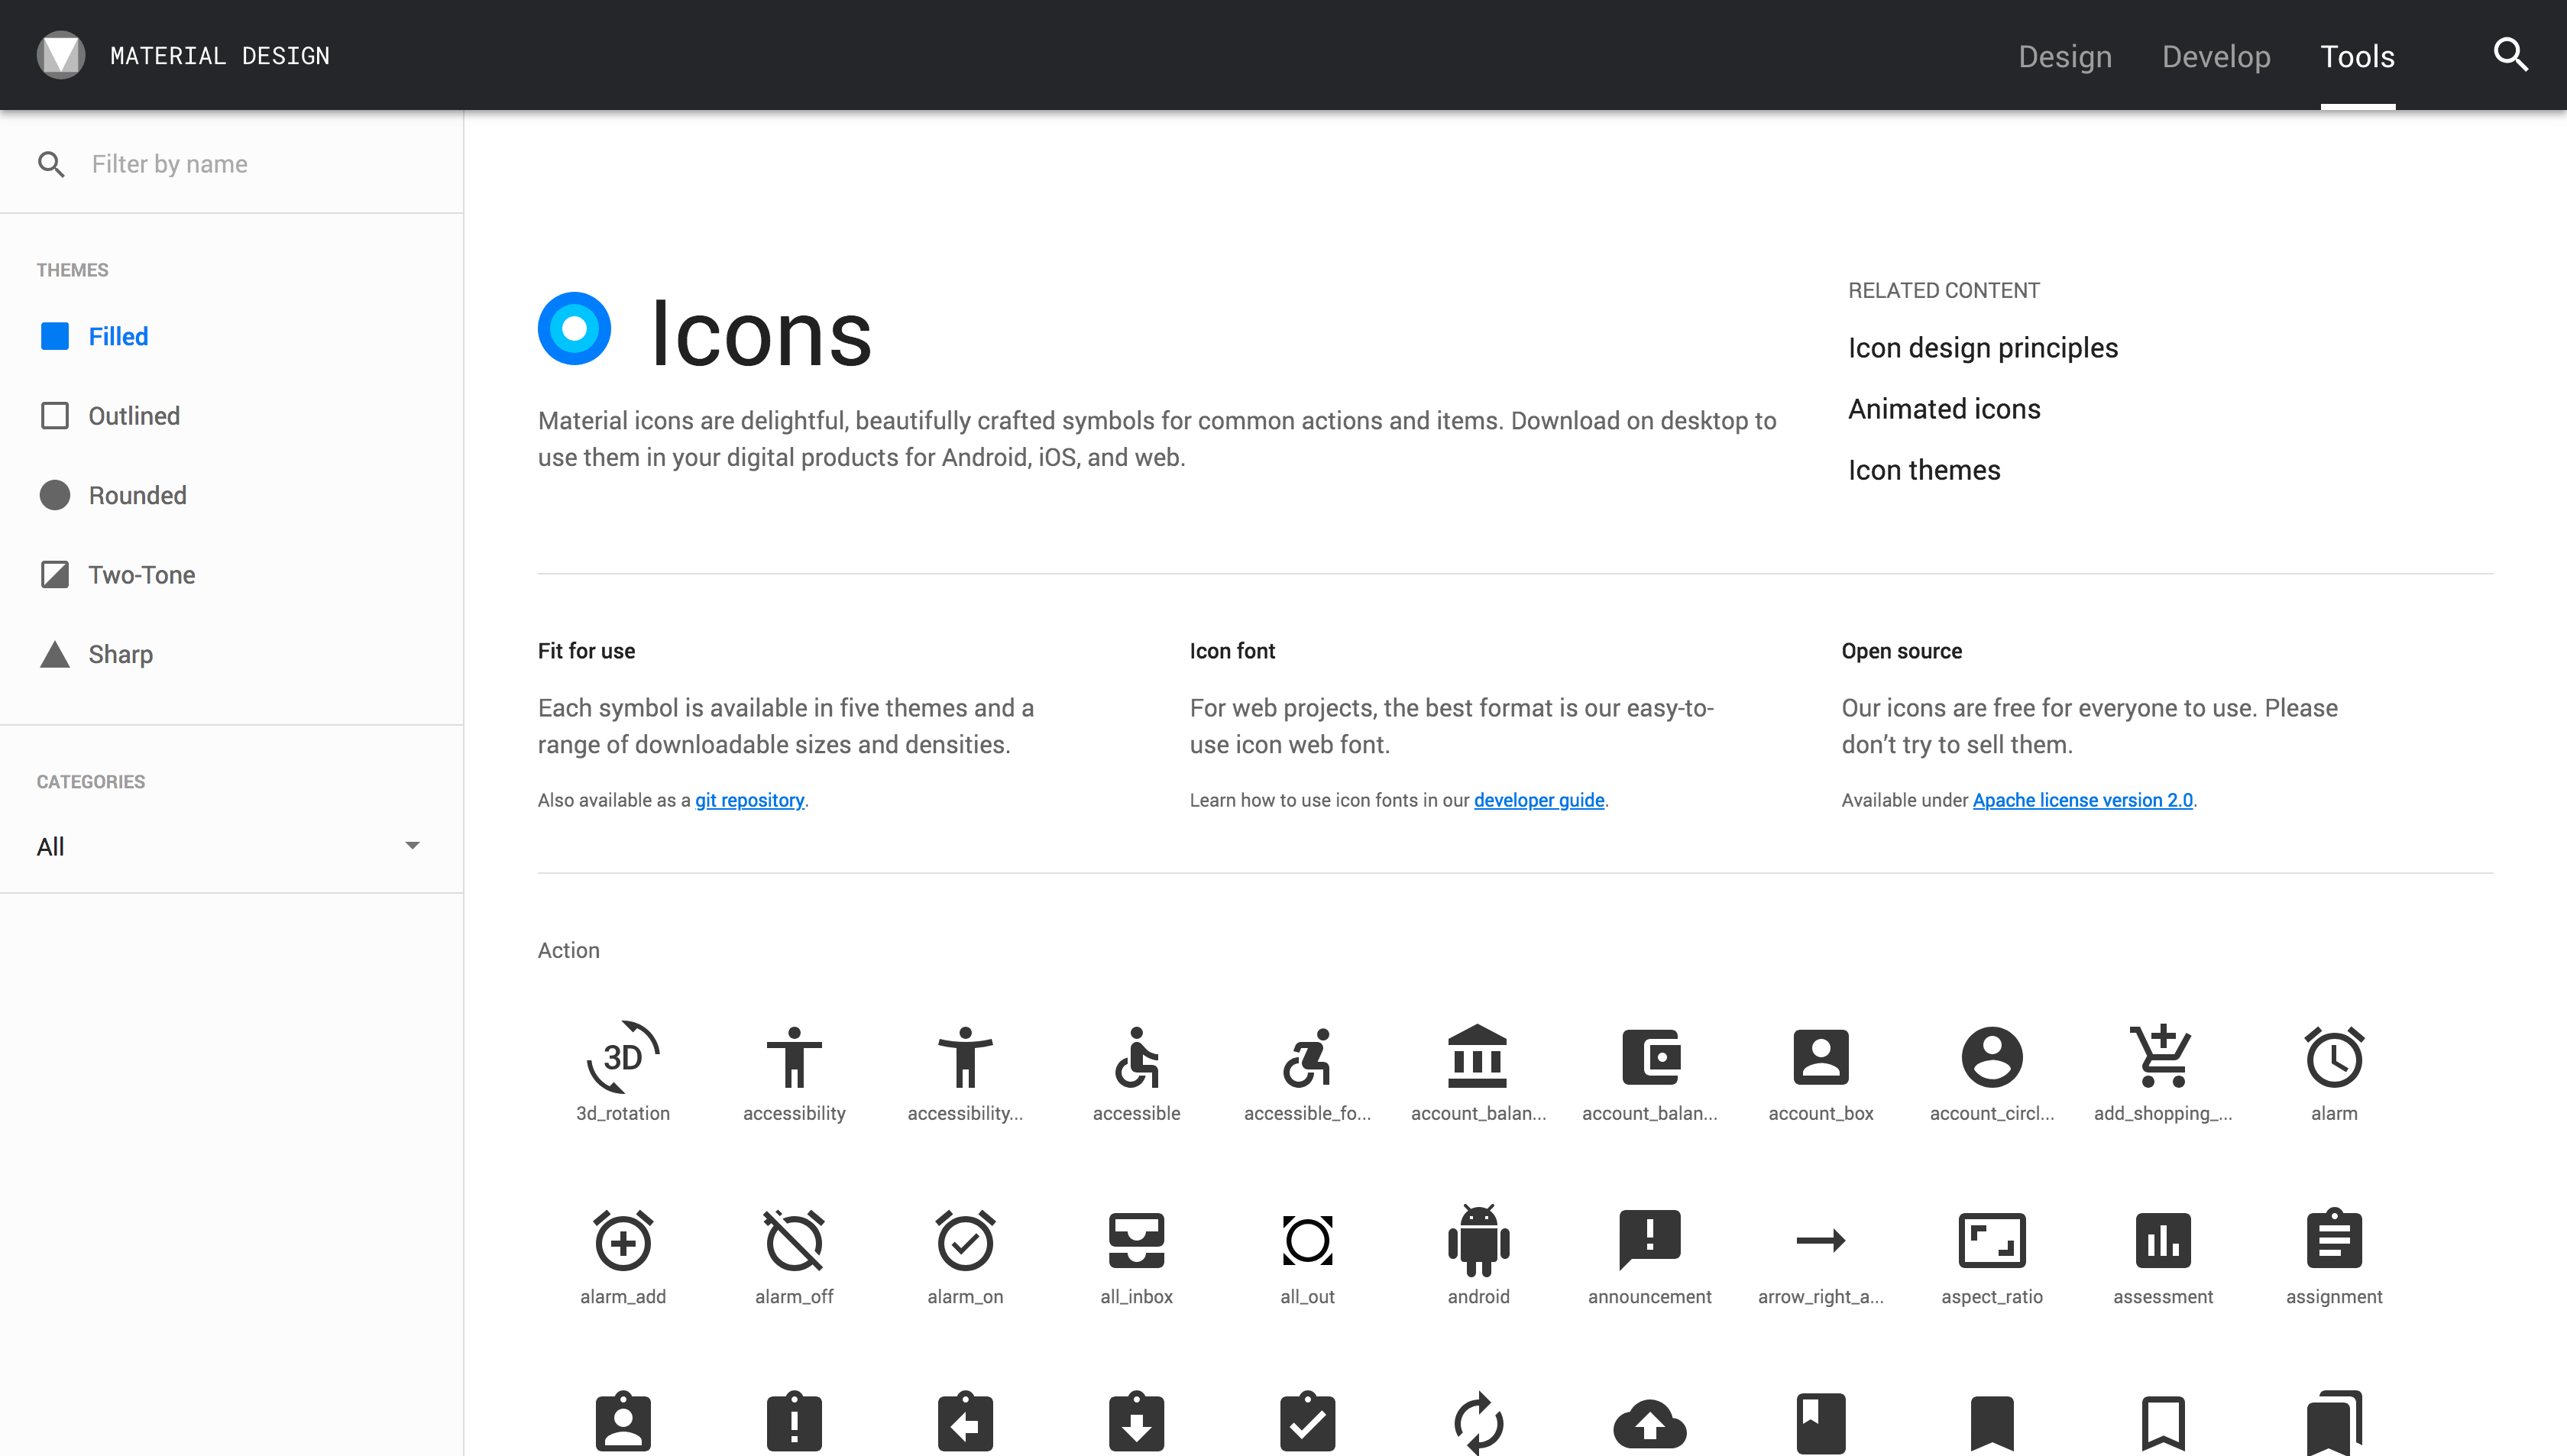 MATERIAL DESIGN
Design
Develop
Tools
Filter by name
THEMES
Filled
Outlined
Rounded
Two-Tone
Sharp
CATEGORIES
All
Icons
Material icons are delightful, beautifully crafted symbols for common actions and items. Download on desktop to
use them in your digital products for Android, iOS, and web.
RELATED CONTENT
Icon design principles
Animated icons
Icon themes
Fit for use
Each symbol is available in five themes and a
range of downloadable sizes and densities.
Also available as a git repository.
Icon font
For web projects, the best format is our easy-to-
use icon web font.
Learn how to use icon fonts in our developer guide.
Open source
Our icons are free for everyone to use. Please
don’t try to sell them.
Available under Apache license version 2.0.
Action
3D
3d_rotation
accessibility
accessibility...
accessible
accessible_fo...
account_balan...
account_balan...
account_box
account_circl...
add_shopping_...
alarm
alarm_add
alarm_off
alarm_on
all_inbox
all_out
android
announcement
arrow_right_a...
aspect_ratio
assessment
assignment